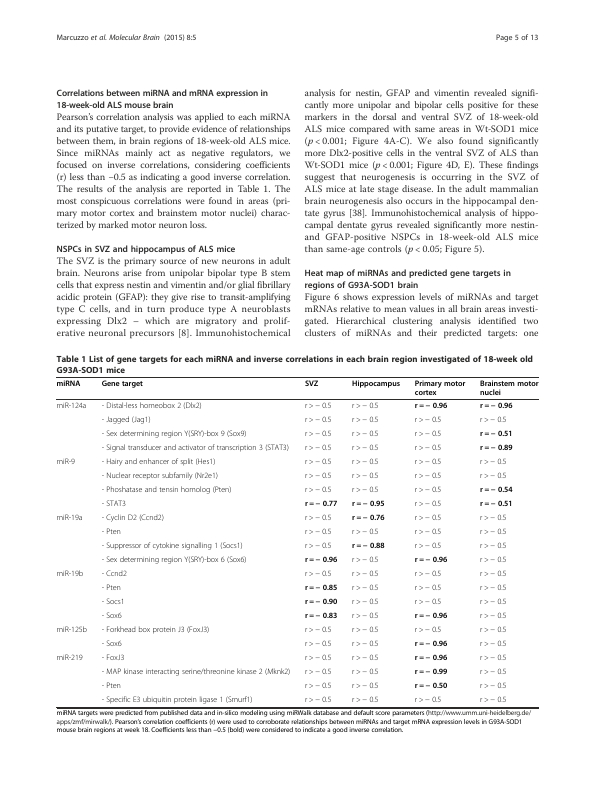 Marcuzzo et al. Molecular Brain (2015) 8:5
Page 5 of 13
Correlations between miRNA and mRNA expression in
18-week-old ALS mouse brain
Pearson's correlation analysis was applied to each miRNA
and its putative target, to provide evidence of relationships
between them, in brain regions of 18-week-old ALS mice.
Since miRNAs mainly act as negative regulators, we
focused on inverse correlations, considering coefficients
(r) less than −0.5 as indicating a good inverse correlation.
The results of the analysis are reported in Table 1. The
most conspicuous correlations were found in areas (pri-
mary motor cortex and brainstem motor nuclei) charac-
terized by marked motor neuron loss.
NSPCs in SVZ and hippocampus of ALS mice
The SVZ is the primary source of new neurons in adult
brain. Neurons arise from unipolar bipolar type B stem
cells that express nestin and vimentin and/or glial fibrillary
acidic protein (GFAP): they give rise to transit-amplifying
type C cells, and in turn produce type A neuroblasts
expressing Dlx2 – which are migratory and prolif-
erative neuronal precursors [8]. Immunohistochemical
analysis for nestin, GFAP and vimentin revealed signifi-
cantly more unipolar and bipolar cells positive for these
markers in the dorsal and ventral SVZ of 18-week-old
ALS mice compared with same areas in Wt-SOD1 mice
(p < 0.001; Figure 4A-C). We also found significantly
more Dlx2-positive cells in the ventral SVZ of ALS than
Wt-SOD1 mice (p < 0.001; Figure 4D, E). These findings
suggest that neurogenesis is occurring in the SVZ of
ALS mice at late stage disease. In the adult mammalian
brain neurogenesis also occurs in the hippocampal den-
tate gyrus [38]. Immunohistochemical analysis of hippo-
campal dentate gyrus revealed significantly more nestin-
and GFAP-positive NSPCs in 18-week-old ALS mice
than same-age controls (p < 0.05; Figure 5).
Heat map of miRNAs and predicted gene targets in
regions of G93A-SOD1 brain
Figure 6 shows expression levels of miRNAs and target
mRNAs relative to mean values in all brain areas investi-
gated. Hierarchical clustering analysis identified two
clusters of miRNAs and their predicted targets: one
Table 1 List of gene targets for each miRNA and inverse correlations in each brain region investigated of 18-week old
G93A-SOD1 mice
miRNA Gene target SVZ Hippocampus Primary motor cortex Brainstem motor nuclei
miR-124a - Distal-less homeobox 2 (Dlx2) r > − 0.5 r > − 0.5 r = − 0.96 r = − 0.96
- Jagged (Jag1) r > − 0.5 r > − 0.5 r > − 0.5 r > − 0.5
- Sex determining region Y(SRY)-box 9 (Sox9) r > − 0.5 r > − 0.5 r > − 0.5 r = − 0.51
- Signal transducer and activator of transcription 3 (STAT3) r > − 0.5 r > − 0.5 r > − 0.5 r = − 0.89
miR-9 - Hairy and enhancer of split (Hes1) r > − 0.5 r > − 0.5 r > − 0.5 r > − 0.5
- Nuclear receptor subfamily (Nr2e1) r > − 0.5 r > − 0.5 r > − 0.5 r > − 0.5
- Phoshatase and tensin homolog (Pten) r > − 0.5 r > − 0.5 r > − 0.5 r = − 0.54
- STAT3 r = − 0.77 r = − 0.95 r > − 0.5 r = − 0.51
miR-19a - Cyclin D2 (Ccnd2) r > − 0.5 r = − 0.76 r > − 0.5 r > − 0.5
- Pten r > − 0.5 r > − 0.5 r > − 0.5 r > − 0.5
- Suppressor of cytokine signalling 1 (Socs1) r > − 0.5 r = − 0.88 r > − 0.5 r > − 0.5
- Sex determining region Y(SRY)-box 6 (Sox6) r = − 0.96 r > − 0.5 r = − 0.96 r > − 0.5
miR-19b - Ccnd2 r > − 0.5 r > − 0.5 r > − 0.5 r > − 0.5
- Pten r = − 0.85 r > − 0.5 r > − 0.5 r > − 0.5
- Socs1 r = − 0.90 r > − 0.5 r > − 0.5 r > − 0.5
- Sox6 r = − 0.83 r > − 0.5 r = − 0.96 r > − 0.5
miR-125b - Forkhead box protein J3 (FoxJ3) r > − 0.5 r > − 0.5 r > − 0.5 r > − 0.5
- Sox6 r > − 0.5 r > − 0.5 r = − 0.96 r > − 0.5
miR-219 - FoxJ3 r > − 0.5 r > − 0.5 r = − 0.96 r > − 0.5
- MAP kinase interacting serine/threonine kinase 2 (Mknk2) r > − 0.5 r > − 0.5 r = − 0.99 r > − 0.5
- Pten r > − 0.5 r > − 0.5 r = − 0.50 r > − 0.5
- Specific E3 ubiquitin protein ligase 1 (Smurf1) r > − 0.5 r > − 0.5 r > − 0.5 r > − 0.5
miRNA targets were predicted from published data and in-silico modeling using miRWalk database and default score parameters (http://www.umm.uni-heidelberg.de/
apps/zmf/mirwalk/). Pearson's correlation coefficients (r) were used to corroborate relationships between miRNAs and target mRNA expression levels in G93A-SOD1
mouse brain regions at week 18. Coefficients less than −0.5 (bold) were considered to indicate a good inverse correlation.